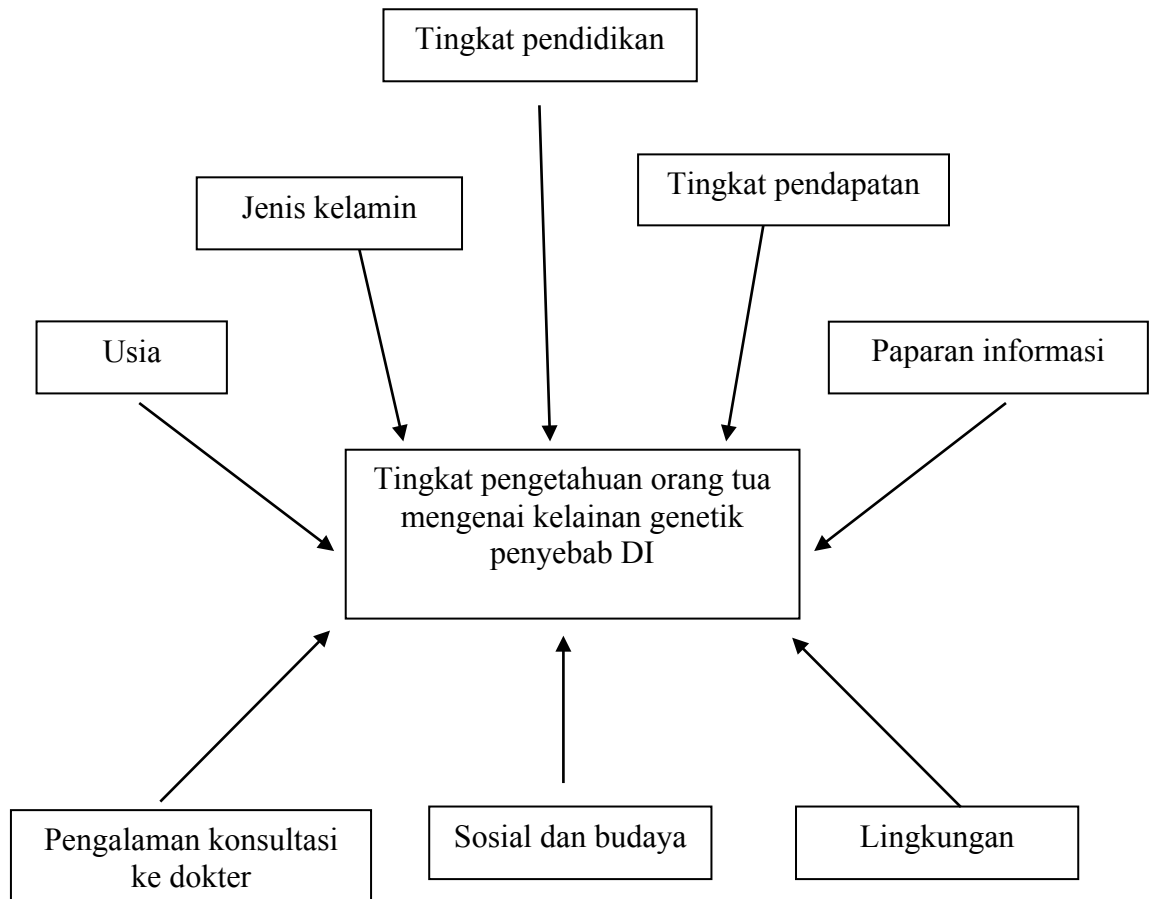 Tingkat pendidikan
Tingkat pendapatan
Jenis kelamin
Usia
Paparan informasi
Tingkat pengetahuan orang tua
mengenai kelainan genetik
penyebab DI
Pengalaman konsultasi
ke dokter
Sosial dan budaya
Lingkungan